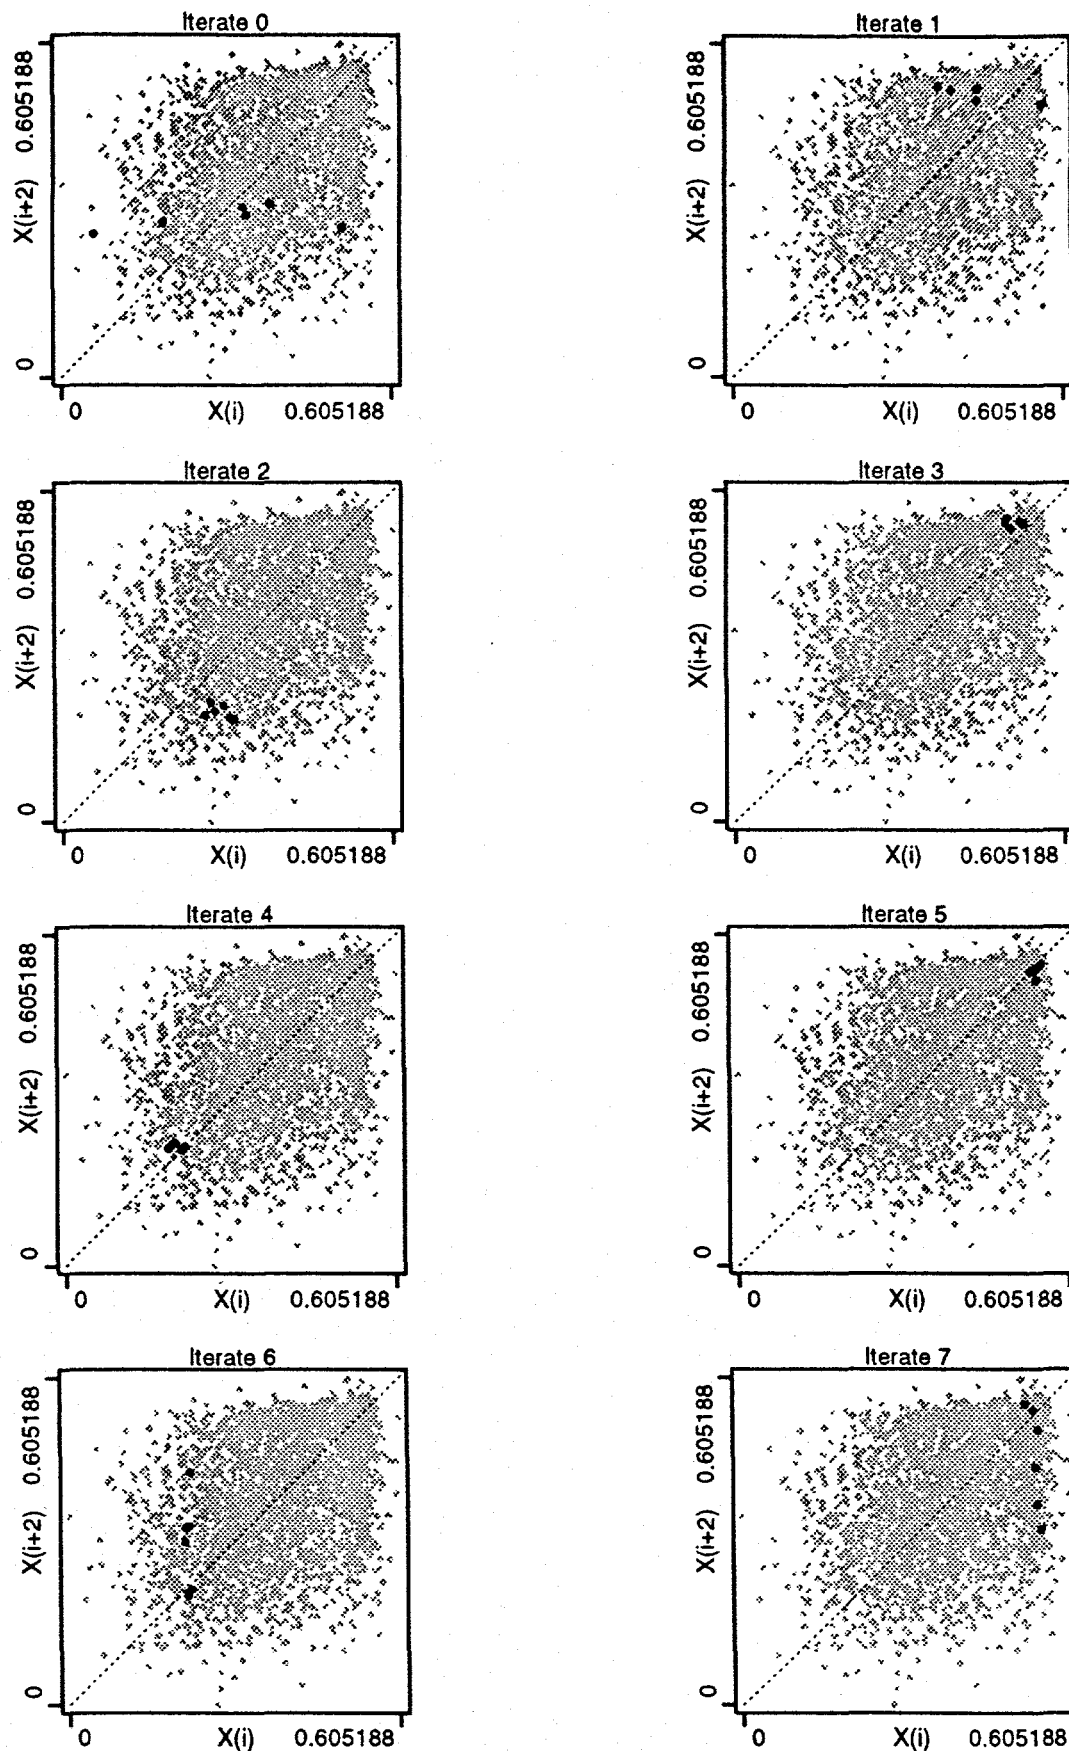 Iterate 0
X(i+2) 0.605188
0
0 X(i) 0.605188
Iterate 1
X(i+2) 0.605188
0
0 X(i) 0.605188
Iterate 2
X(i+2) 0.605188
0
0 X(i) 0.605188
Iterate 3
X(i+2) 0.605188
0
0 X(i) 0.605188
Iterate 4
X(i+2) 0.605188
0
0 X(i) 0.605188
Iterate 5
X(i+2) 0.605188
0
0 X(i) 0.605188
Iterate 6
X(i+2) 0.605188
0
0 X(i) 0.605188
Iterate 7
X(i+2) 0.605188
0
0 X(i) 0.605188